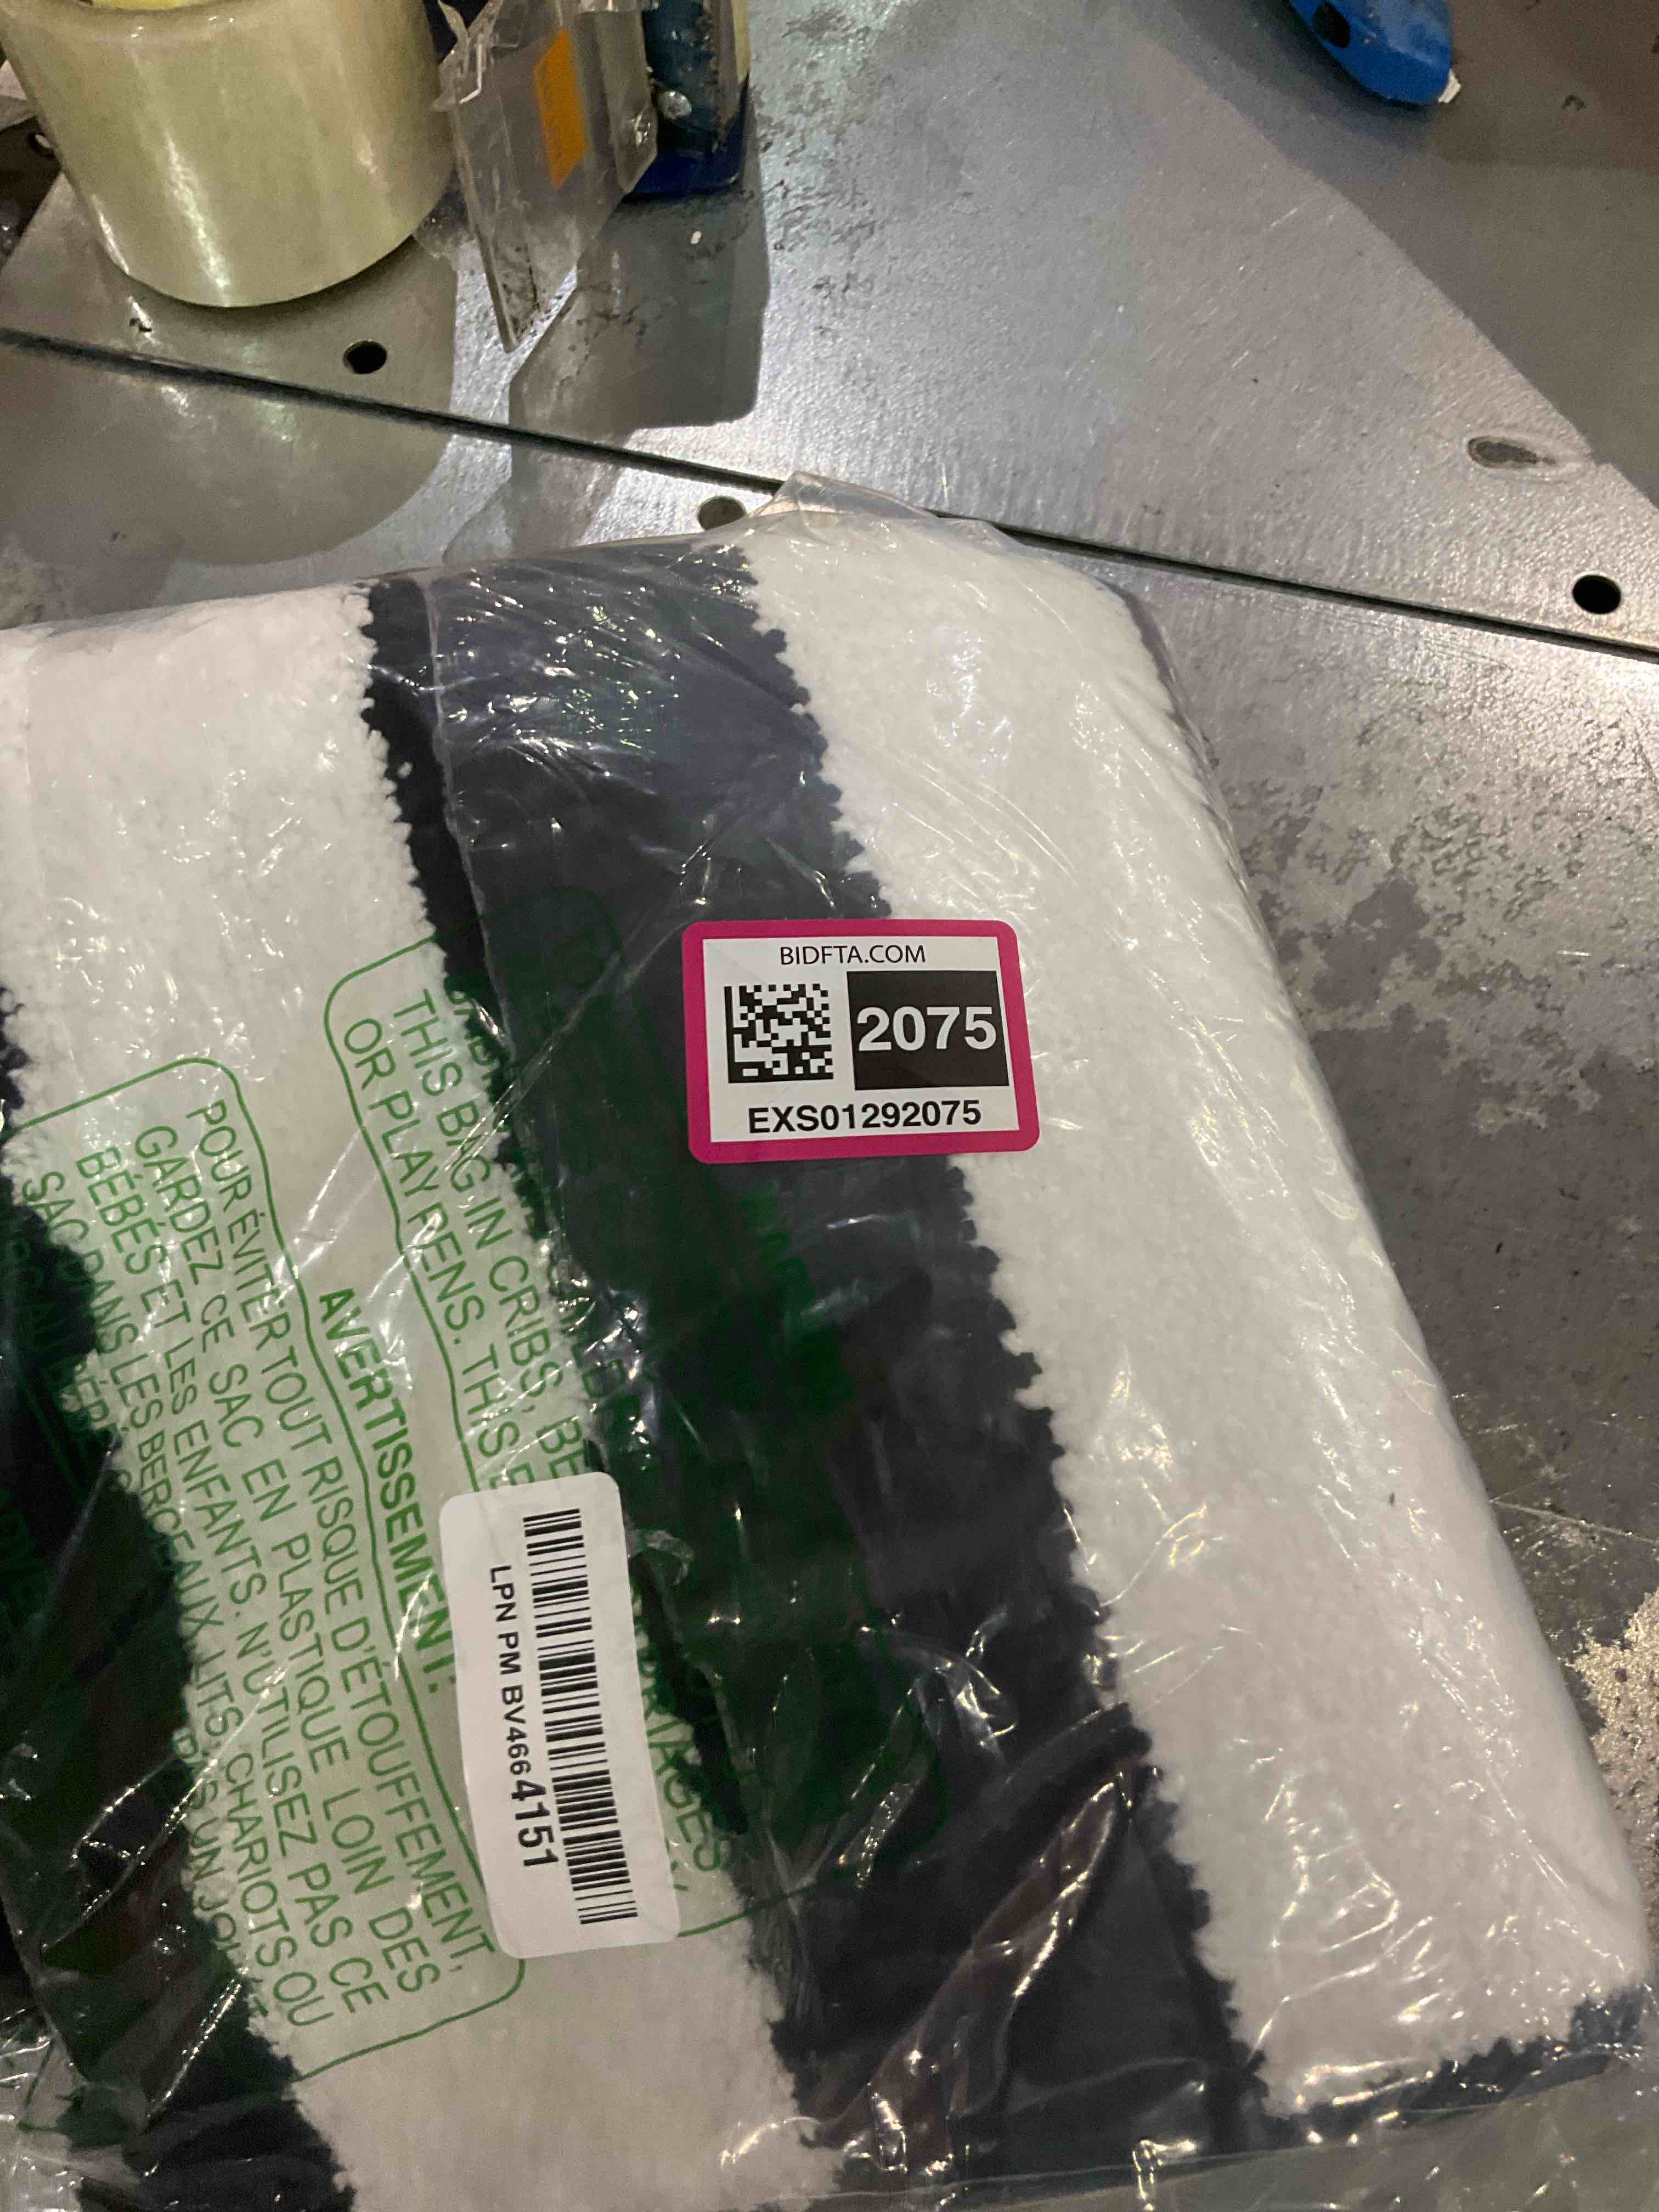 BIDFTA.COM
2075
EXS01292075
THIS BAG IN CRIBS, BE
OR PLAY PENS. THIS
AVERTISSEMENT:
POUR ÉVITER TOUT RISQUE D'ÉTOUFFEMENT,
GARDEZ CE SAC EN PLASTIQUE LOIN DES
BÉBÉS ET LES ENFANTS. N'UTILISEZ PAS CE
SAC DANS LES BERCEAUX, LITS, CHARIOTS OU
LPN PM BV4664151